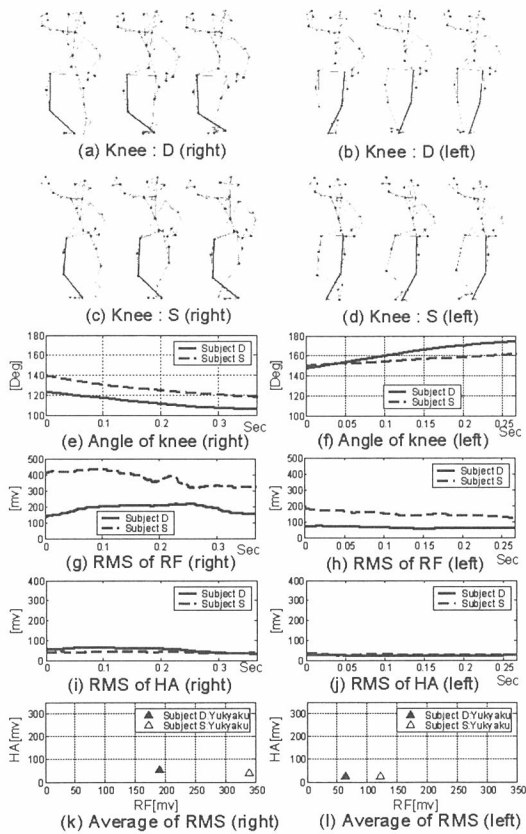 (a) Knee : D (right)
(b) Knee : D (left)
(c) Knee : S (right)
(d) Knee : S (left)
[Deg]
180
160
140
120
100
0
0.1
0.2
0.3
Sec
Subject D
Subject S
(e) Angle of knee (right)
[Deg]
180
160
140
120
100
0
0.05
0.1
0.15
0.2
0.25
Sec
Subject D
Subject S
(f) Angle of knee (left)
[mv]
500
400
300
200
100
0
0
0.1
0.2
0.3
Sec
Subject D
Subject S
(g) RMS of RF (right)
[mv]
500
400
300
200
100
0
0
0.05
0.1
0.15
0.2
0.25
Sec
Subject D
Subject S
(h) RMS of RF (left)
[mv]
400
300
200
100
0
0
0.1
0.2
0.3
Sec
Subject D
Subject S
(i) RMS of HA (right)
[mv]
400
300
200
100
0
0
0.05
0.1
0.15
0.2
0.25
Sec
Subject D
Subject S
(j) RMS of HA (left)
HA[mv]
300
200
100
0
0
50
100
150
200
250
300
350
RF[mv]
Subject D.Yukyaku
Subject S.Yukyaku
(k) Average of RMS (right)
HA[mv]
300
200
100
0
0
50
100
150
200
250
300
350
RF[mv]
Subject D.Yukyaku
Subject S.Yukyaku
(l) Average of RMS (left)